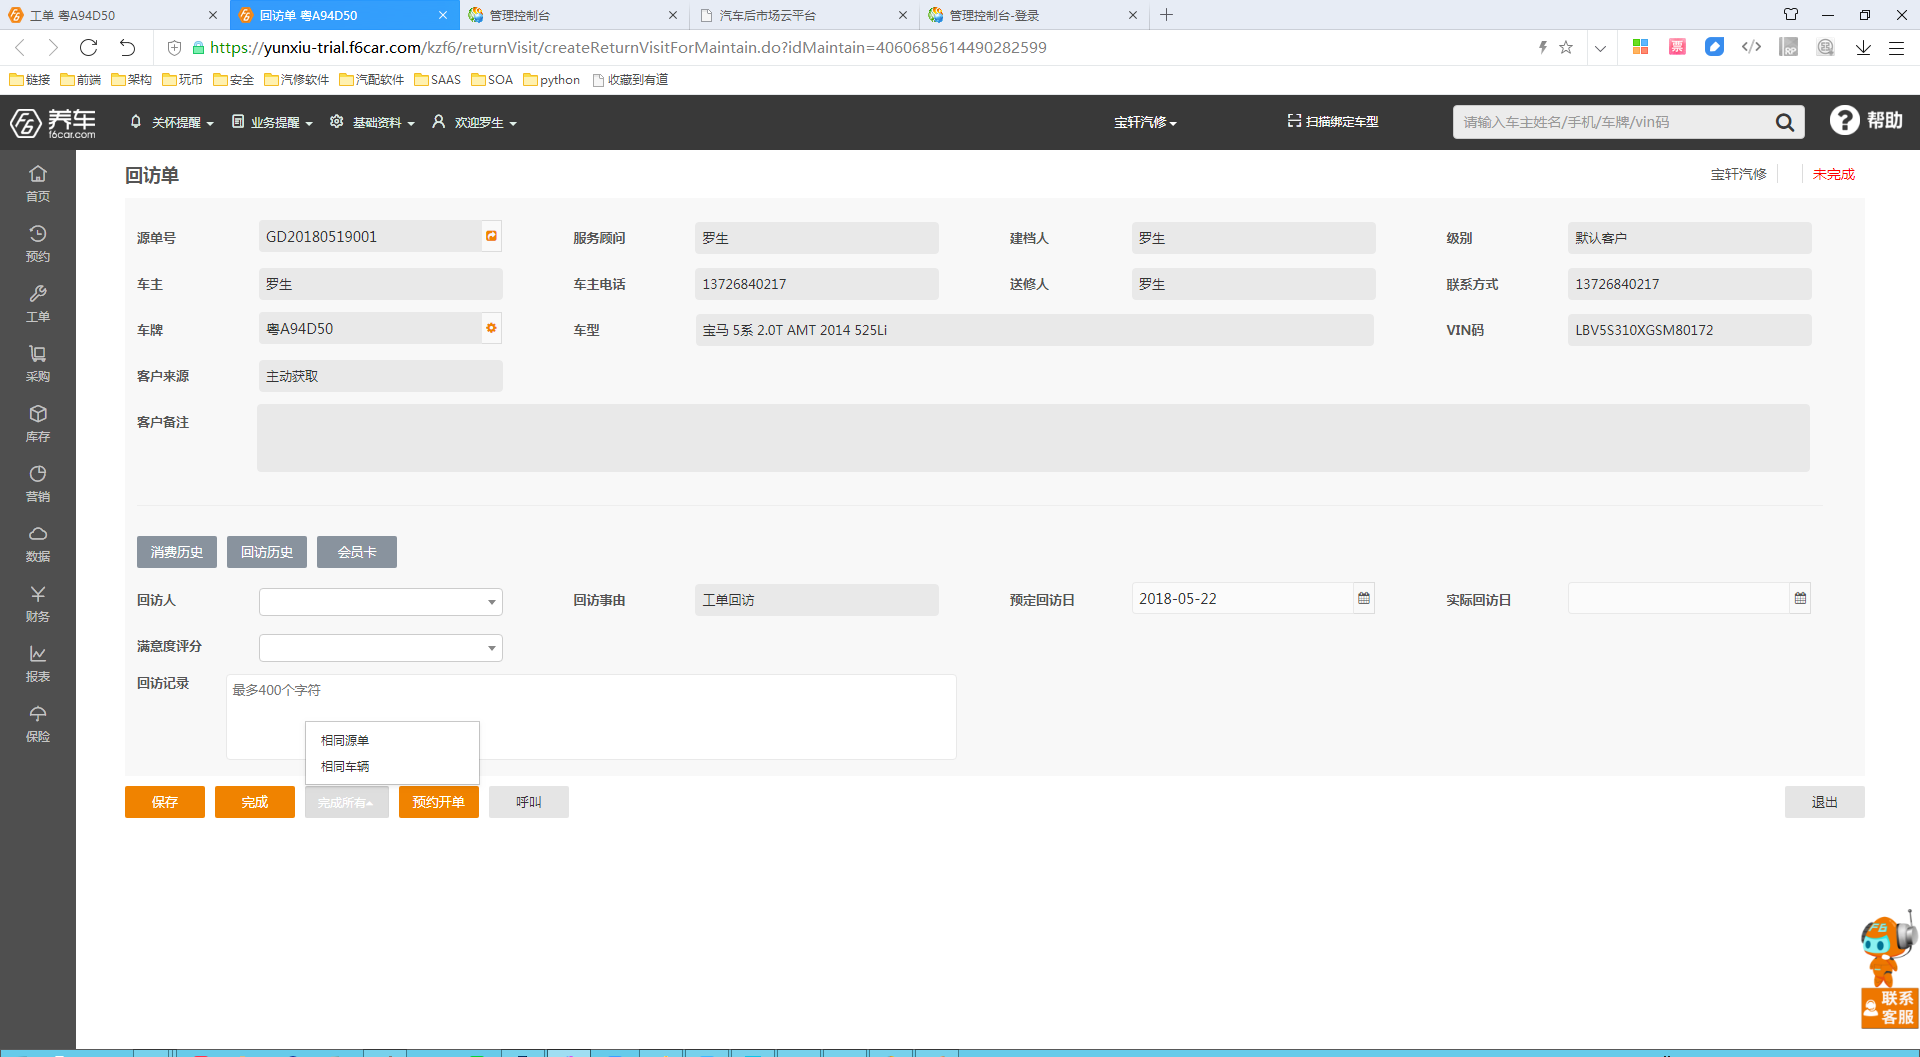 工单 粤A94D50
回访单 粤A94D50
管理控制台
汽车后市场云平台
管理控制台-登录
https://yunxiu-trial.f6car.com/kzf6/returnVisit/createReturnVisitForMaintain.do?idMaintain=4060685614490282599
票
RP
链接 前端 架构 玩币 安全 汽修软件 汽配软件 SAAS SOA python 收藏到有道
养车
f6car.com
关怀提醒 业务提醒 基础资料 欢迎罗生
宝轩汽修
扫描绑定车型
请输入车主姓名/手机/车牌/vin码
帮助
首页
预约
工单
采购
库存
营销
数据
财务
报表
保险
回访单
宝轩汽修
未完成
源单号 GD20180519001 服务顾问 罗生 建档人 罗生 级别 默认客户
车主 罗生 车主电话 13726840217 送修人 罗生 联系方式 13726840217
车牌 粤A94D50 车型 宝马 5系 2.0T AMT 2014 525Li VIN码 LBV5S310XGSM80172
客户来源 主动获取
客户备注
消费历史 回访历史 会员卡
回访人 回访事由 工单回访 预定回访日 2018-05-22 实际回访日
满意度评分
回访记录 最多400个字符
相同源单
相同车辆
保存 完成 完成所有 预约开单 呼叫 退出
F6
联系
客服